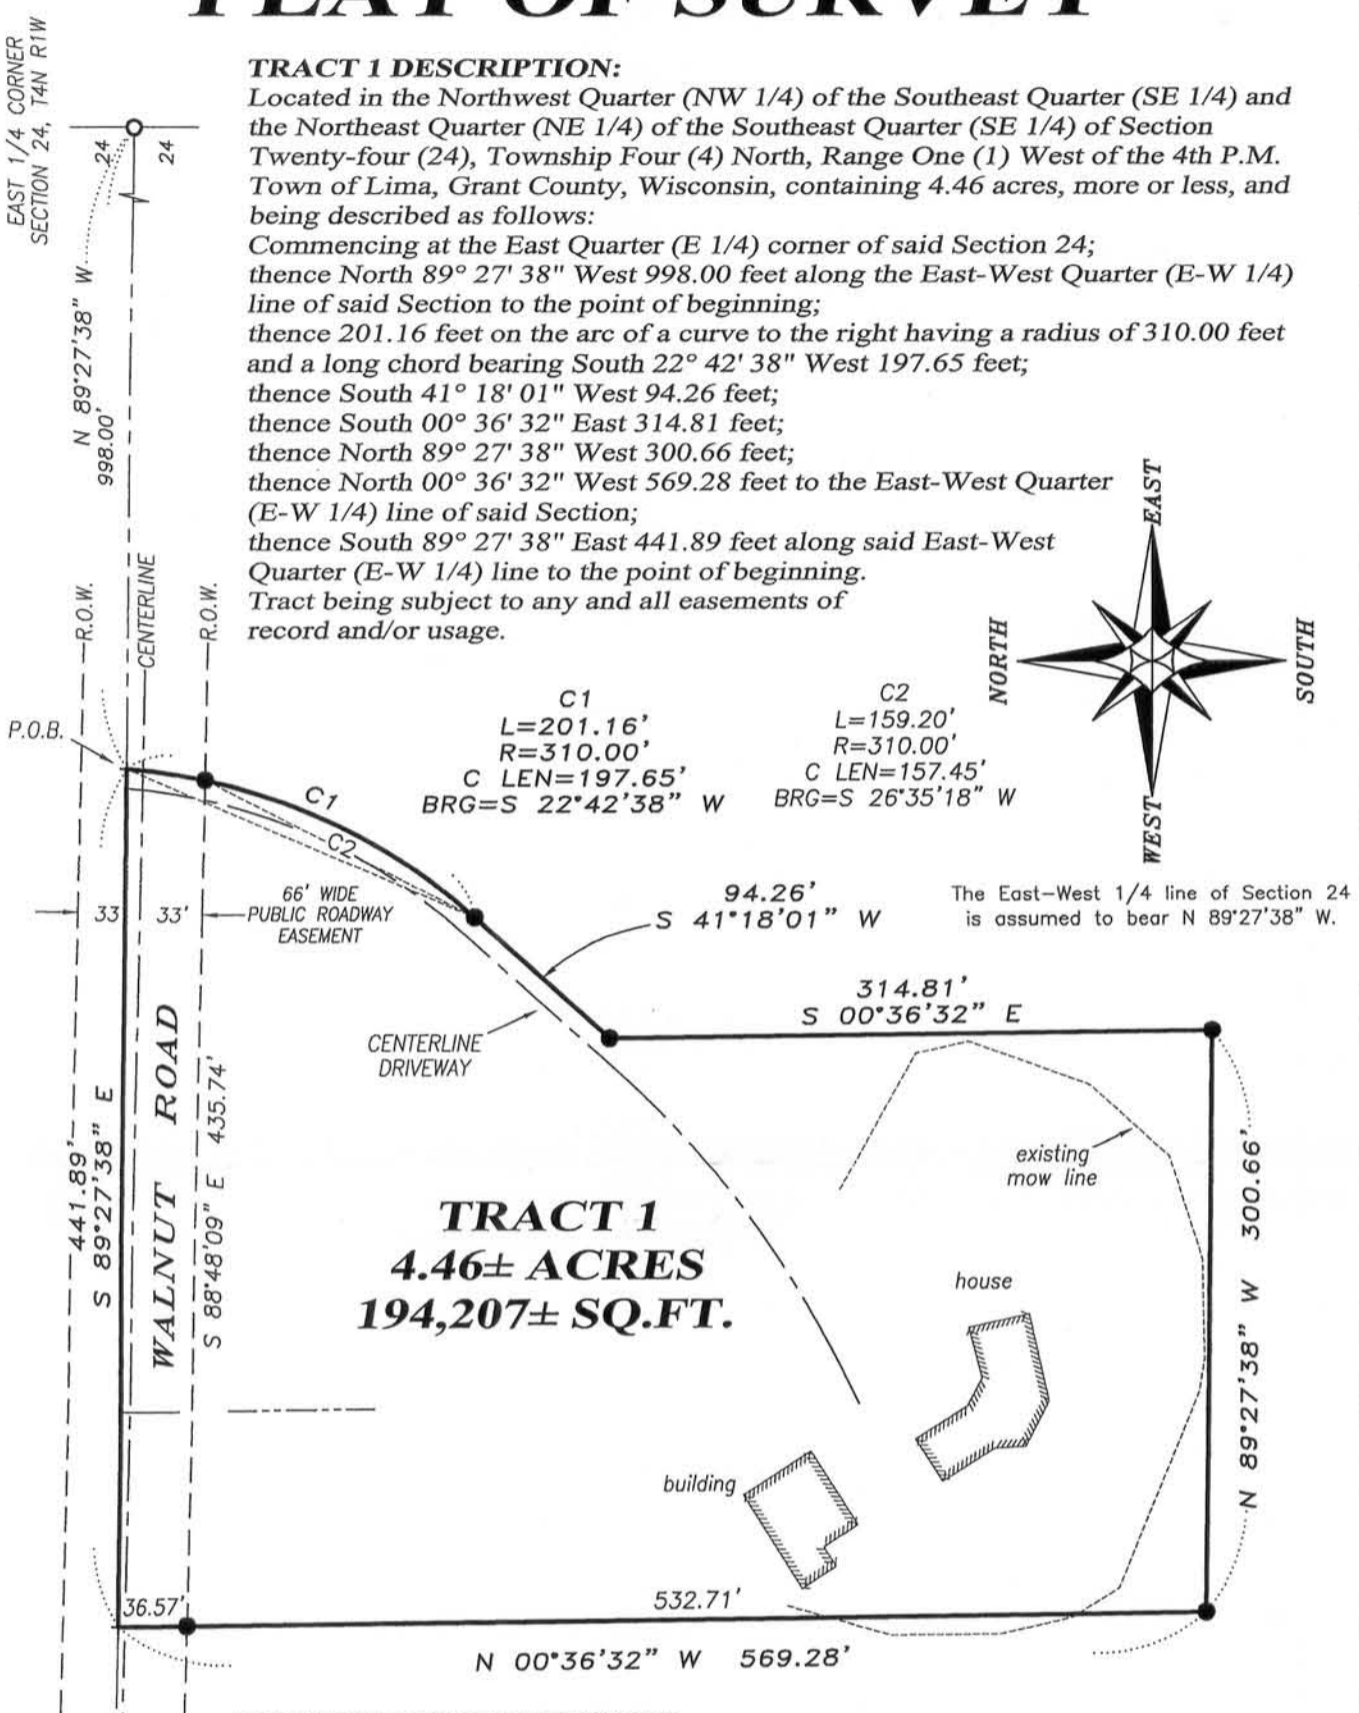 PLAT OF SURVEY
EAST 1/4 CORNER
SECTION 24, T4N R1W
TRACT 1 DESCRIPTION:
Located in the Northwest Quarter (NW 1/4) of the Southeast Quarter (SE 1/4) and
the Northeast Quarter (NE 1/4) of the Southeast Quarter (SE 1/4) of Section
Twenty-four (24), Township Four (4) North, Range One (1) West of the 4th P.M.
Town of Lima, Grant County, Wisconsin, containing 4.46 acres, more or less, and
being described as follows:
Commencing at the East Quarter (E 1/4) corner of said Section 24;
thence North 89° 27' 38" West 998.00 feet along the East-West Quarter (E-W 1/4)
line of said Section to the point of beginning;
thence 201.16 feet on the arc of a curve to the right having a radius of 310.00 feet
and a long chord bearing South 22° 42' 38" West 197.65 feet;
thence South 41° 18' 01" West 94.26 feet;
thence South 00° 36' 32" East 314.81 feet;
thence North 89° 27' 38" West 300.66 feet;
thence North 00° 36' 32" West 569.28 feet to the East-West Quarter
(E-W 1/4) line of said Section;
thence South 89° 27' 38" East 441.89 feet along said East-West
Quarter (E-W 1/4) line to the point of beginning.
Tract being subject to any and all easements of
record and/or usage.
24
24
N 89°27'38" W
998.00'
R.O.W.
CENTERLINE
R.O.W.
EAST
NORTH
SOUTH
WEST
P.O.B.
C1
L=201.16'
R=310.00'
C LEN=197.65'
BRG=S 22°42'38" W
C2
L=159.20'
R=310.00'
C LEN=157.45'
BRG=S 26°35'18" W
C1
C2
33
33'
66' WIDE
PUBLIC ROADWAY
EASEMENT
94.26'
S 41°18'01" W
The East-West 1/4 line of Section 24
is assumed to bear N 89°27'38" W.
314.81'
S 00°36'32" E
CENTERLINE
DRIVEWAY
441.89'
S 89°27'38" E
WALNUT ROAD
S 88°48'09" E 435.74'
existing
mow line
N 89°27'38" W 300.66'
TRACT 1
4.46± ACRES
194,207± SQ.FT.
house
building
36.57'
532.71'
N 00°36'32" W 569.28'